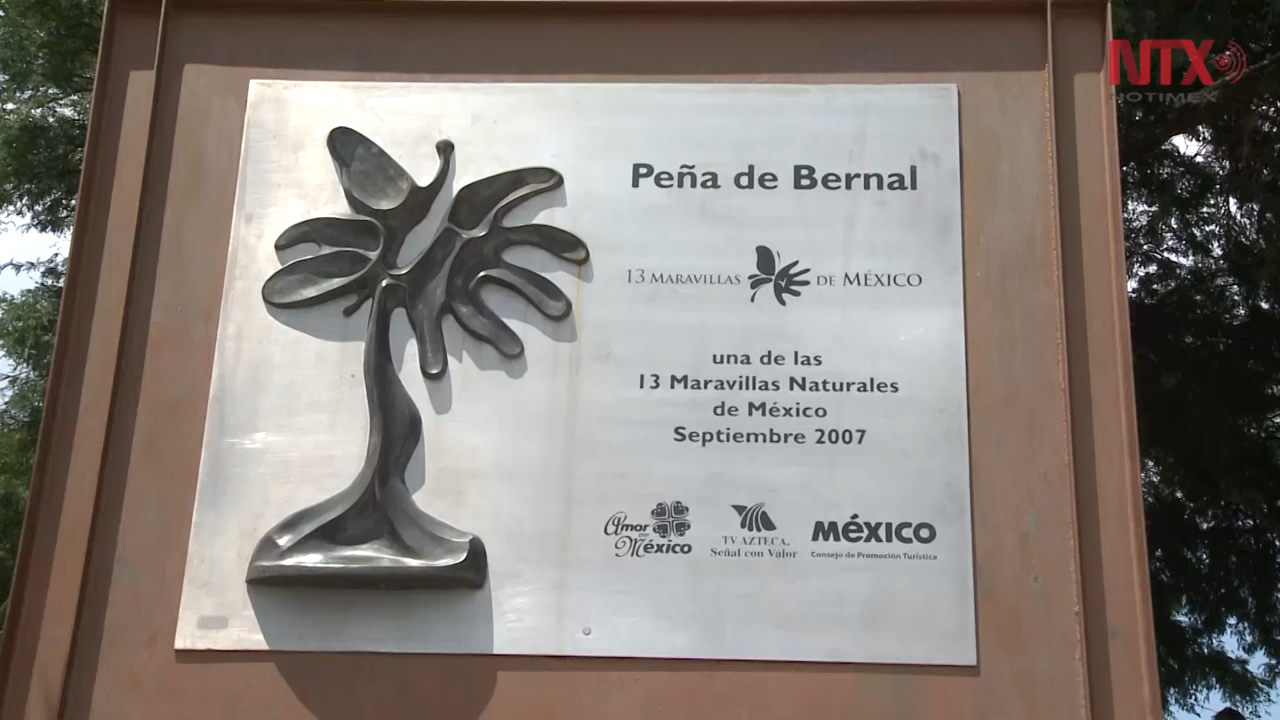 NTX
NOTIMEX
Peña de Bernal
13 MARAVILLAS DE MÉXICO
una de las
13 Maravillas Naturales
de México
Septiembre 2007
Amor por México
TV AZTECA.
Señal con Valor
MéXICO
Consejo de Promoción Turística